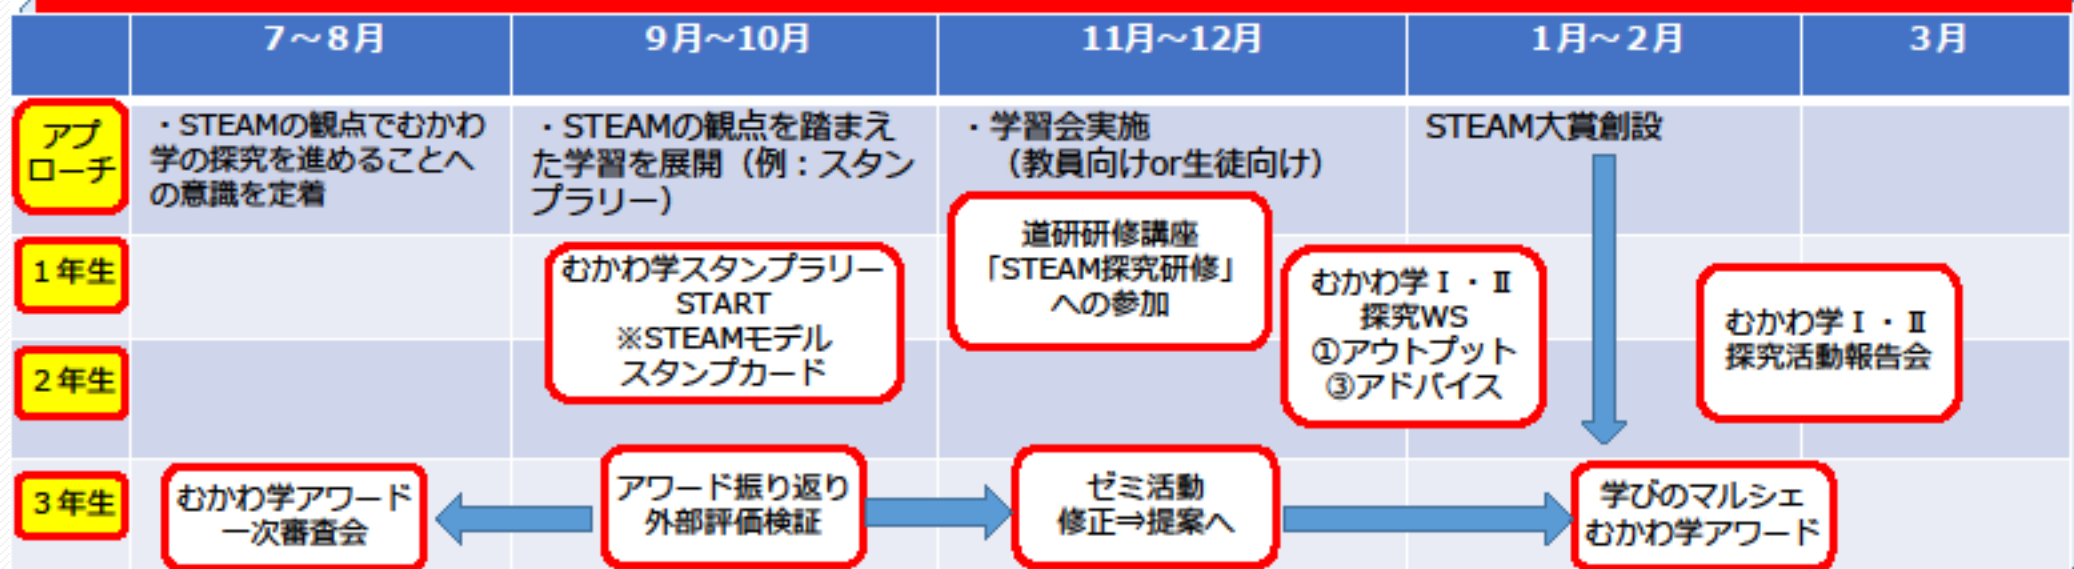 7～8月
9月～10月
11月～12月
1月～2月
3月
アプ
ローチ
・STEAMの観点でむかわ
学の探究を進めることへ
の意識を定着
・STEAMの観点を踏まえ
た学習を展開（例：スタン
プラリー）
・学習会実施
（教員向けor生徒向け）
STEAM大賞創設
道研研修講座
「STEAM探究研修」
への参加
1年生
むかわ学スタンプラリー
START
※STEAMモデル
スタンプカード
むかわ学Ⅰ・Ⅱ
探究WS
①アウトプット
③アドバイス
むかわ学Ⅰ・Ⅱ
探究活動報告会
2年生
3年生
むかわ学アワード
一次審査会
アワード振り返り
外部評価検証
ゼミ活動
修正⇒提案へ
学びのマルシェ
むかわ学アワード